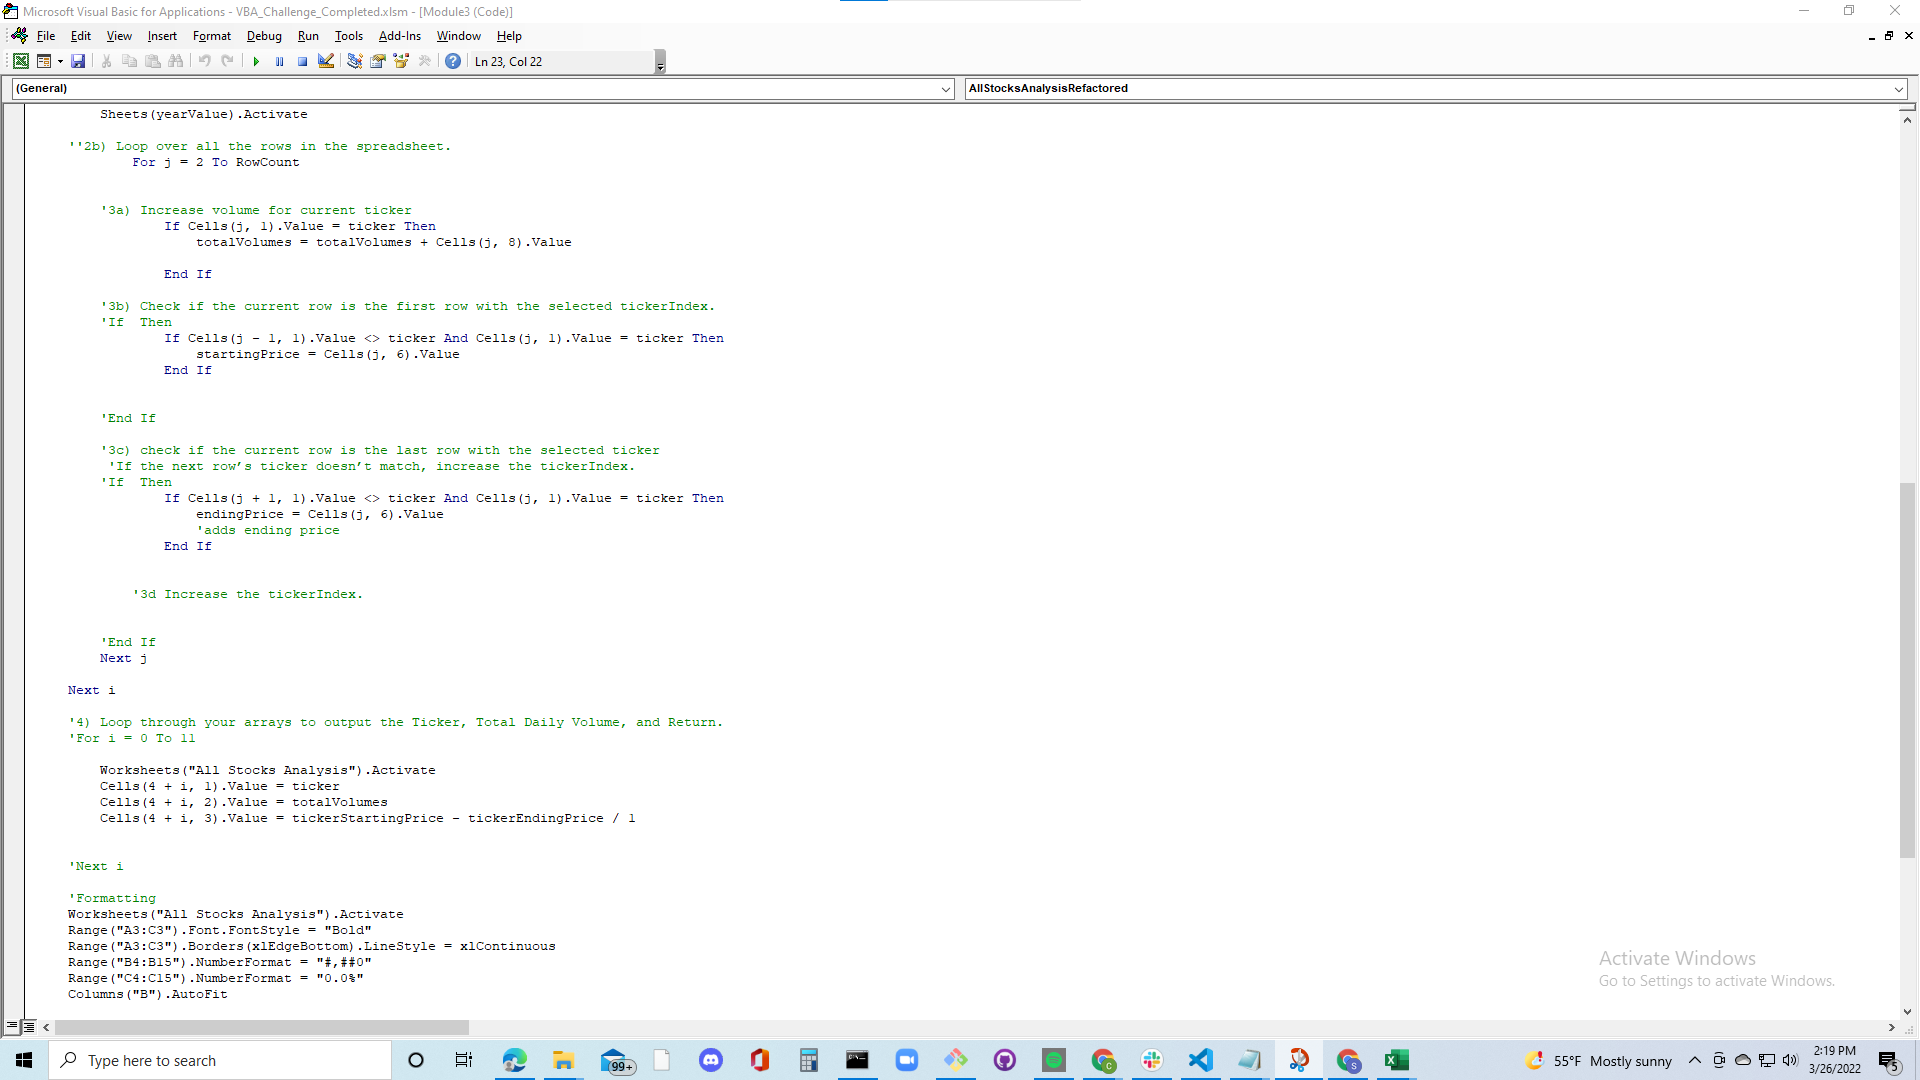 Microsoft Visual Basic for Applications - VBA_Challenge_Completed.xlsm - [Module3 (Code)]
File Edit View Insert Format Debug Run Tools Add-Ins Window Help
Ln 23, Col 22
(General) AllStocksAnalysisRefactored
Sheets(yearValue).Activate
''2b) Loop over all the rows in the spreadsheet.
For j = 2 To RowCount
'3a) Increase volume for current ticker
If Cells(j, 1).Value = ticker Then
totalVolumes = totalVolumes + Cells(j, 8).Value
End If
'3b) Check if the current row is the first row with the selected tickerIndex.
'If  Then
If Cells(j - 1, 1).Value <> ticker And Cells(j, 1).Value = ticker Then
startingPrice = Cells(j, 6).Value
End If
'End If
'3c) check if the current row is the last row with the selected ticker
'If the next row’s ticker doesn’t match, increase the tickerIndex.
'If  Then
If Cells(j + 1, 1).Value <> ticker And Cells(j, 1).Value = ticker Then
endingPrice = Cells(j, 6).Value
'adds ending price
End If
'3d Increase the tickerIndex.
'End If
Next j
Next i
'4) Loop through your arrays to output the Ticker, Total Daily Volume, and Return.
'For i = 0 To 11
Worksheets("All Stocks Analysis").Activate
Cells(4 + i, 1).Value = ticker
Cells(4 + i, 2).Value = totalVolumes
Cells(4 + i, 3).Value = tickerStartingPrice - tickerEndingPrice / 1
'Next i
'Formatting
Worksheets("All Stocks Analysis").Activate
Range("A3:C3").Font.FontStyle = "Bold"
Range("A3:C3").Borders(xlEdgeBottom).LineStyle = xlContinuous
Range("B4:B15").NumberFormat = "#,##0"
Range("C4:C15").NumberFormat = "0.0%"
Columns("B").AutoFit
Activate Windows
Go to Settings to activate Windows.
Type here to search
99+
55°F Mostly sunny
2:19 PM
3/26/2022
5